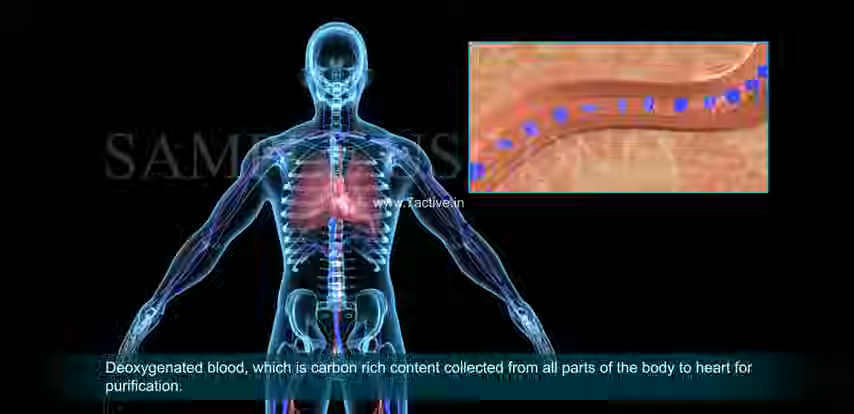 www.7active.in
Deoxygenated blood, which is carbon rich content collected from all parts of the body to heart for
purification.